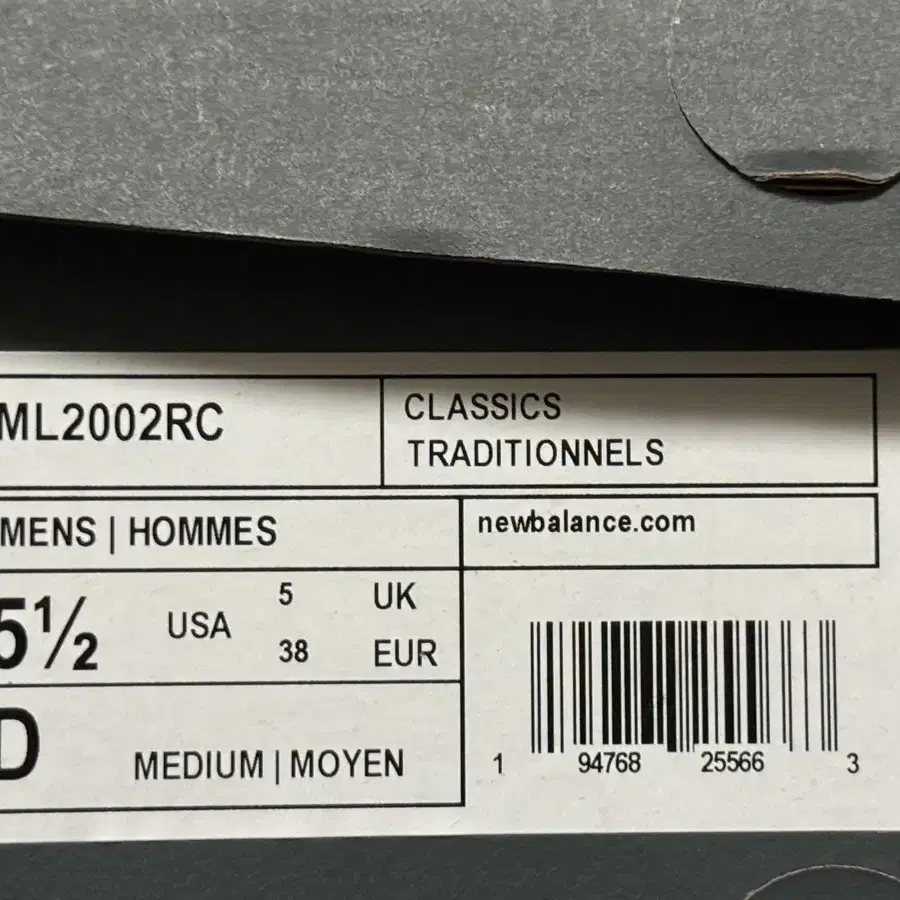 ML2002RC
CLASSICS
TRADITIONNELS
MENS | HOMMES
newbalance.com
5½ USA 5 UK
38 EUR
D MEDIUM | MOYEN
1 94768 25566 3